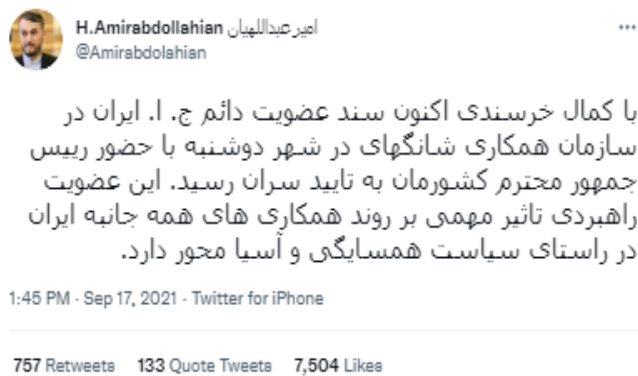 H.Amirabdollahian امیرعبداللهیان
@Amirabdolahian
با کمال خرسندی اکنون سند عضویت دائم ج. ا. ایران در
سازمان همکاری شانگهای در شهر دوشنبه با حضور رییس
جمهور محترم کشورمان به تایید سران رسید. این عضویت
راهبردی تاثیر مهمی بر روند همکاری های همه جانبه ایران
در راستای سیاست همسایگی و آسیا محور دارد.
1:45 PM · Sep 17, 2021 · Twitter for iPhone
757 Retweets 133 Quote Tweets 7,504 Likes